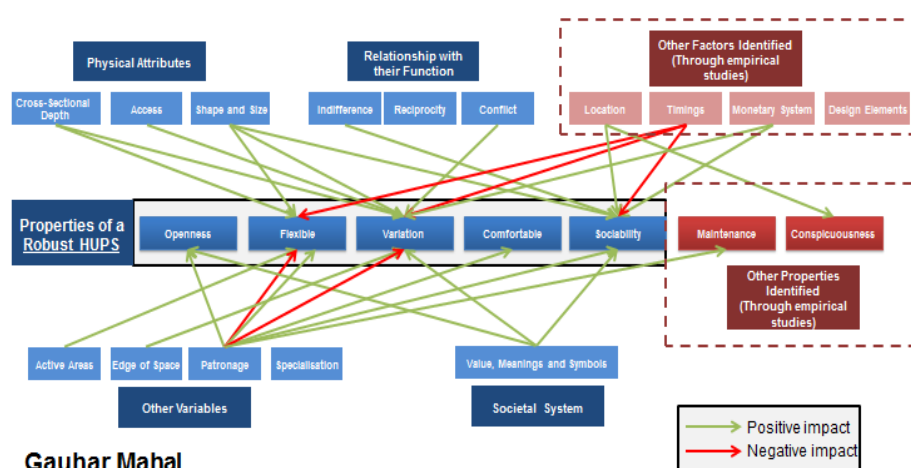 Physical Attributes
Relationship with
their Function
Other Factors Identified
(Through empirical
studies)
Cross-Sectional
Depth
Access
Shape and Size
Indifference
Reciprocity
Conflict
Location
Timings
Monetary System
Design Elements
Properties of a
Robust HUPS
Openness
Flexible
Variation
Comfortable
Sociability
Maintenance
Conspicuousness
Other Properties
Identified
(Through empirical
studies)
Active Areas
Edge of Space
Patronage
Specialisation
Value, Meanings and Symbols
Other Variables
Societal System
Positive impact
Negative impact
Gauhar Mahal